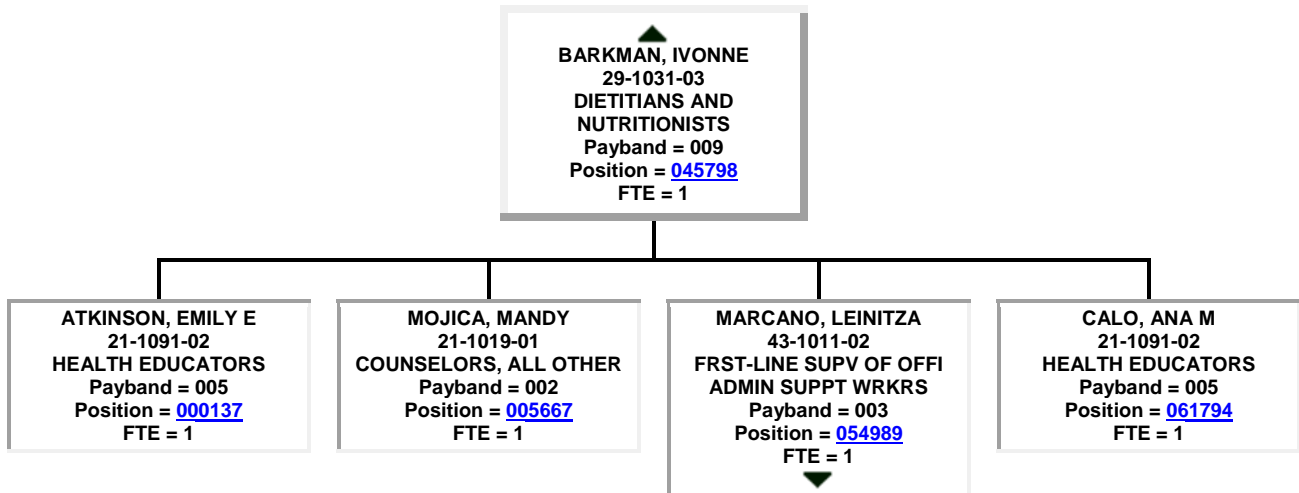 BARKMAN, IVONNE
29-1031-03
DIETITIANS AND
NUTRITIONISTS
Payband = 009
Position = 045798
FTE = 1
ATKINSON, EMILY E
21-1091-02
HEALTH EDUCATORS
Payband = 005
Position = 000137
FTE = 1
MOJICA, MANDY
21-1019-01
COUNSELORS, ALL OTHER
Payband = 002
Position = 005667
FTE = 1
MARCANO, LEINITZA
43-1011-02
FRST-LINE SUPV OF OFFI
ADMIN SUPPT WRKRS
Payband = 003
Position = 054989
FTE = 1
CALO, ANA M
21-1091-02
HEALTH EDUCATORS
Payband = 005
Position = 061794
FTE = 1